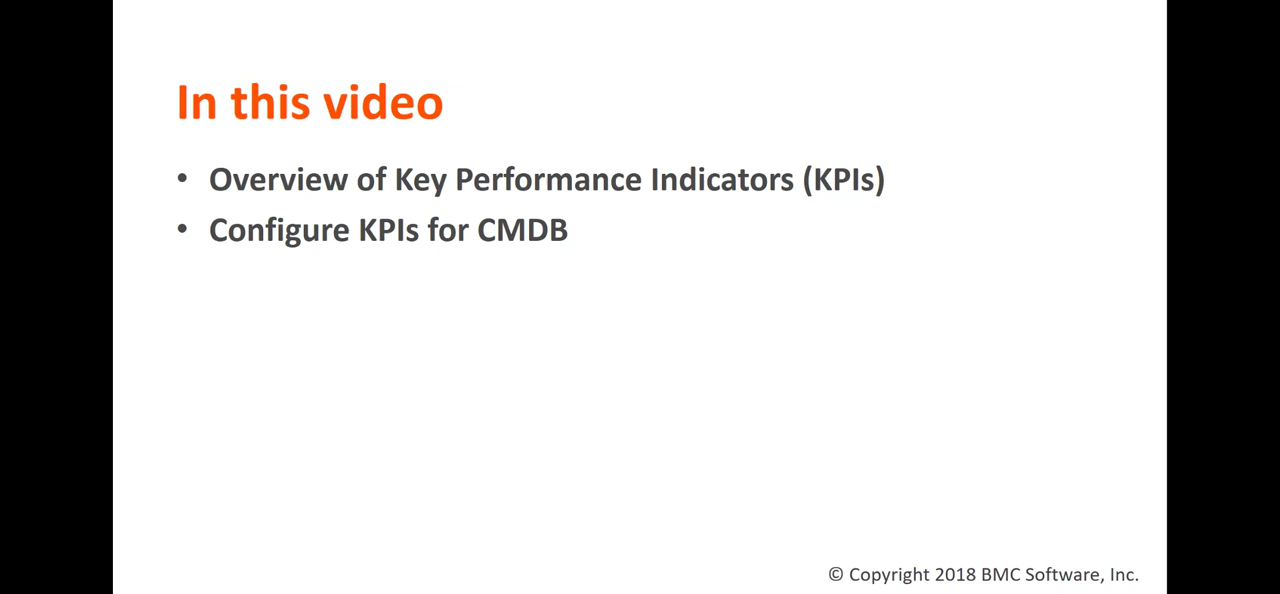 In this video
• Overview of Key Performance Indicators (KPIs)
• Configure KPIs for CMDB
© Copyright 2018 BMC Software, Inc.